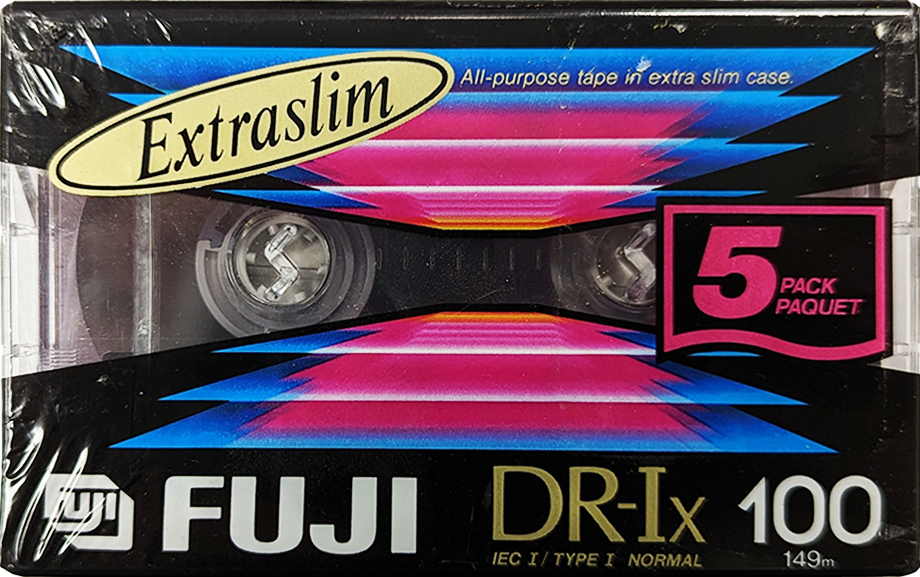 Extraslim
All-purpose tape in extra slim case.
5
PACK
PAQUET
FUJI
FUJI
DR-Ix
100
IEC I / TYPE I NORMAL
149m